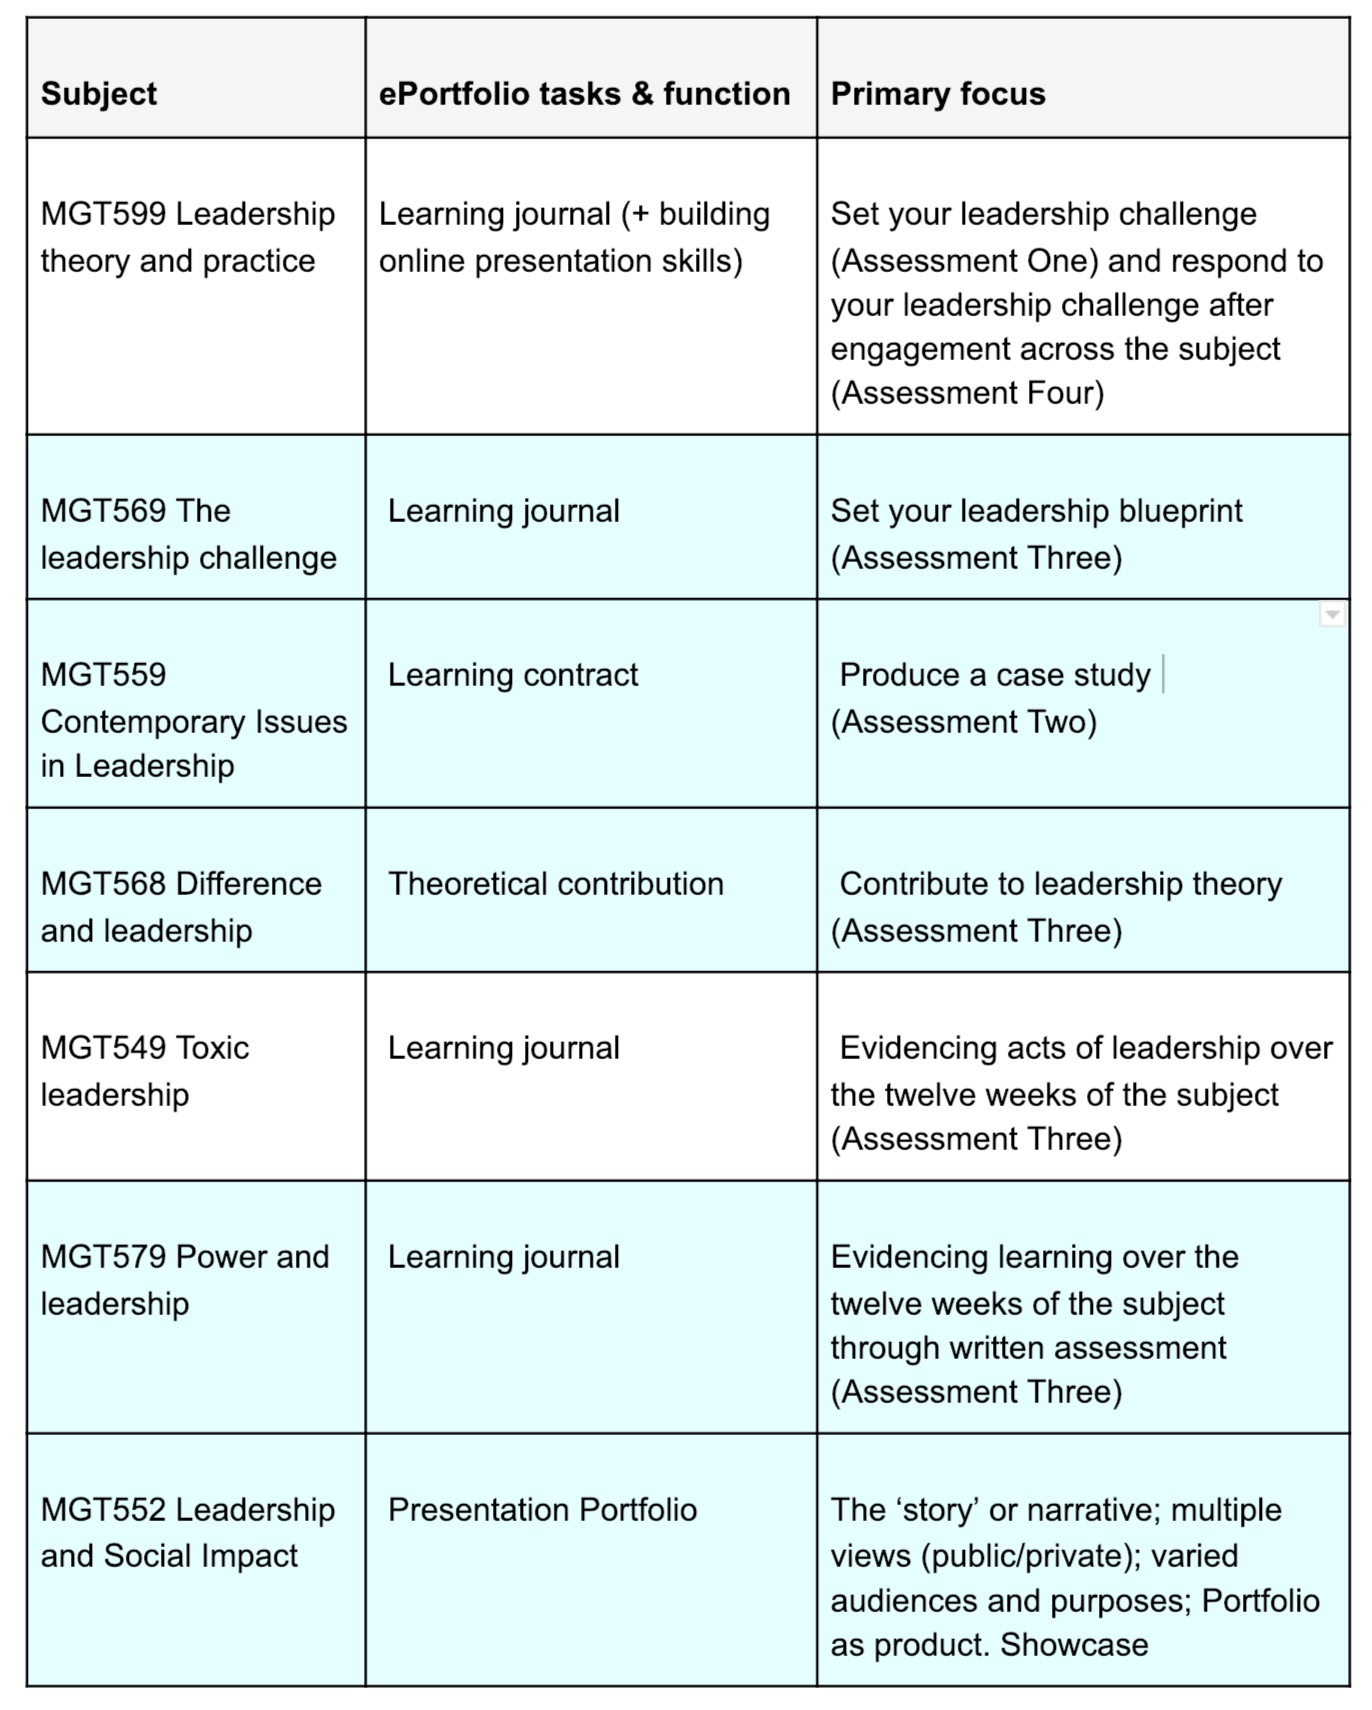 Subject
ePortfolio tasks & function
Primary focus
MGT599 Leadership
theory and practice
Learning journal (+ building
online presentation skills)
Set your leadership challenge
(Assessment One) and respond to
your leadership challenge after
engagement across the subject
(Assessment Four)
MGT569 The
leadership challenge
Learning journal
Set your leadership blueprint
(Assessment Three)
MGT559
Contemporary Issues
in Leadership
Learning contract
Produce a case study
(Assessment Two)
MGT568 Difference
and leadership
Theoretical contribution
Contribute to leadership theory
(Assessment Three)
MGT549 Toxic
leadership
Learning journal
Evidencing acts of leadership over
the twelve weeks of the subject
(Assessment Three)
MGT579 Power and
leadership
Learning journal
Evidencing learning over the
twelve weeks of the subject
through written assessment
(Assessment Three)
MGT552 Leadership
and Social Impact
Presentation Portfolio
The ‘story’ or narrative; multiple
views (public/private); varied
audiences and purposes; Portfolio
as product. Showcase